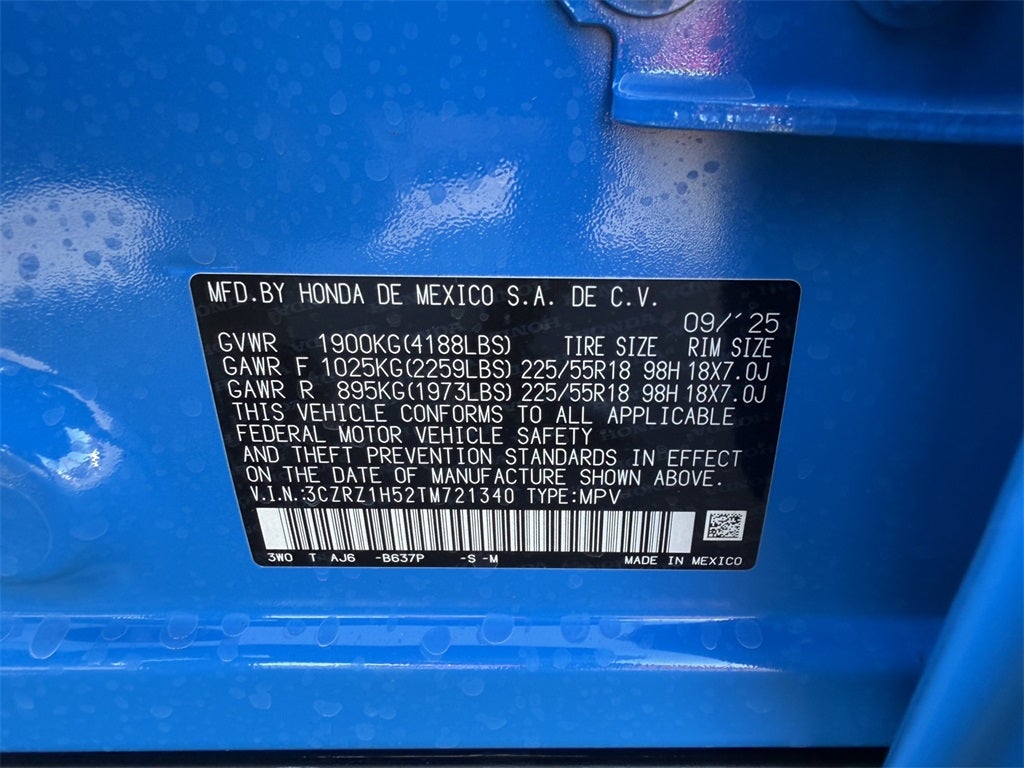 MFD.BY HONDA DE MEXICO S.A. DE C.V.
09/'25
GVWR 1900KG(4188LBS) TIRE SIZE RIM SIZE
GAWR F 1025KG(2259LBS) 225/55R18 98H 18X7.0J
GAWR R 895KG(1973LBS) 225/55R18 98H 18X7.0J
THIS VEHICLE CONFORMS TO ALL APPLICABLE
FEDERAL MOTOR VEHICLE SAFETY
AND THEFT PREVENTION STANDARDS IN EFFECT
ON THE DATE OF MANUFACTURE SHOWN ABOVE.
V.I.N.:3CZRZ1H52TM721340 TYPE:MPV
3W0 T AJ6 -B637P -S -M MADE IN MEXICO